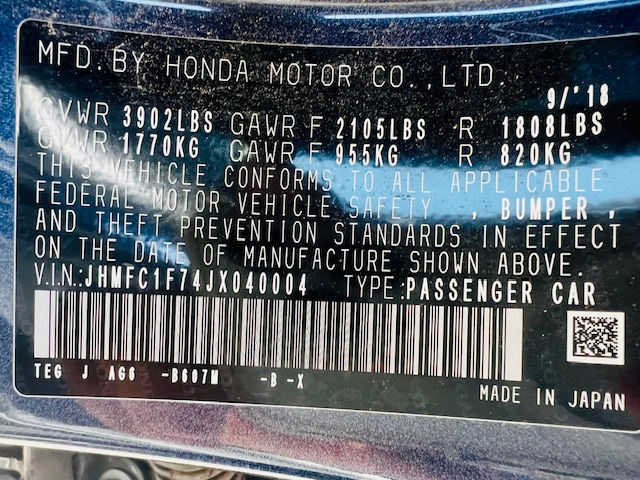 MFD. BY HONDA MOTOR CO., LTD.
9/'18
GVWR 3902LBS GAWR F 2105LBS R 1808LBS
GVWR 1770KG GAWR F 955KG R 820KG
THIS VEHICLE CONFORMS TO ALL APPLICABLE
FEDERAL MOTOR VEHICLE SAFETY , BUMPER ,
AND THEFT PREVENTION STANDARDS IN EFFECT
ON THE DATE OF MANUFACTURE SHOWN ABOVE.
V.I.N.:JHMFC1F74JX040004 TYPE:PASSENGER CAR
TEG J AG6 -B607M -B -X
MADE IN JAPAN